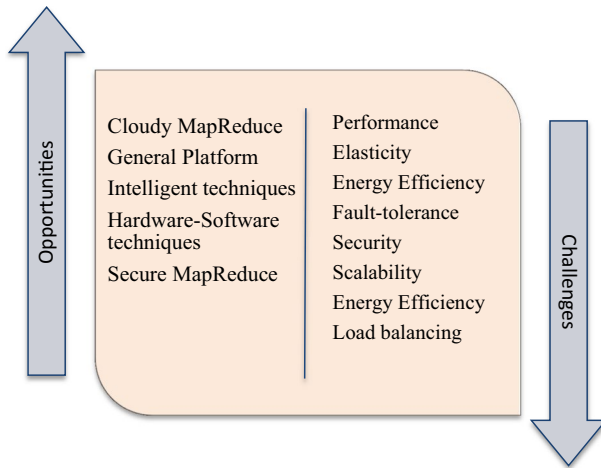 Opportunities
Cloudy MapReduce
General Platform
Intelligent techniques
Hardware-Software
techniques
Secure MapReduce
Performance
Elasticity
Energy Efficiency
Fault-tolerance
Security
Scalability
Energy Efficiency
Load balancing
Challenges